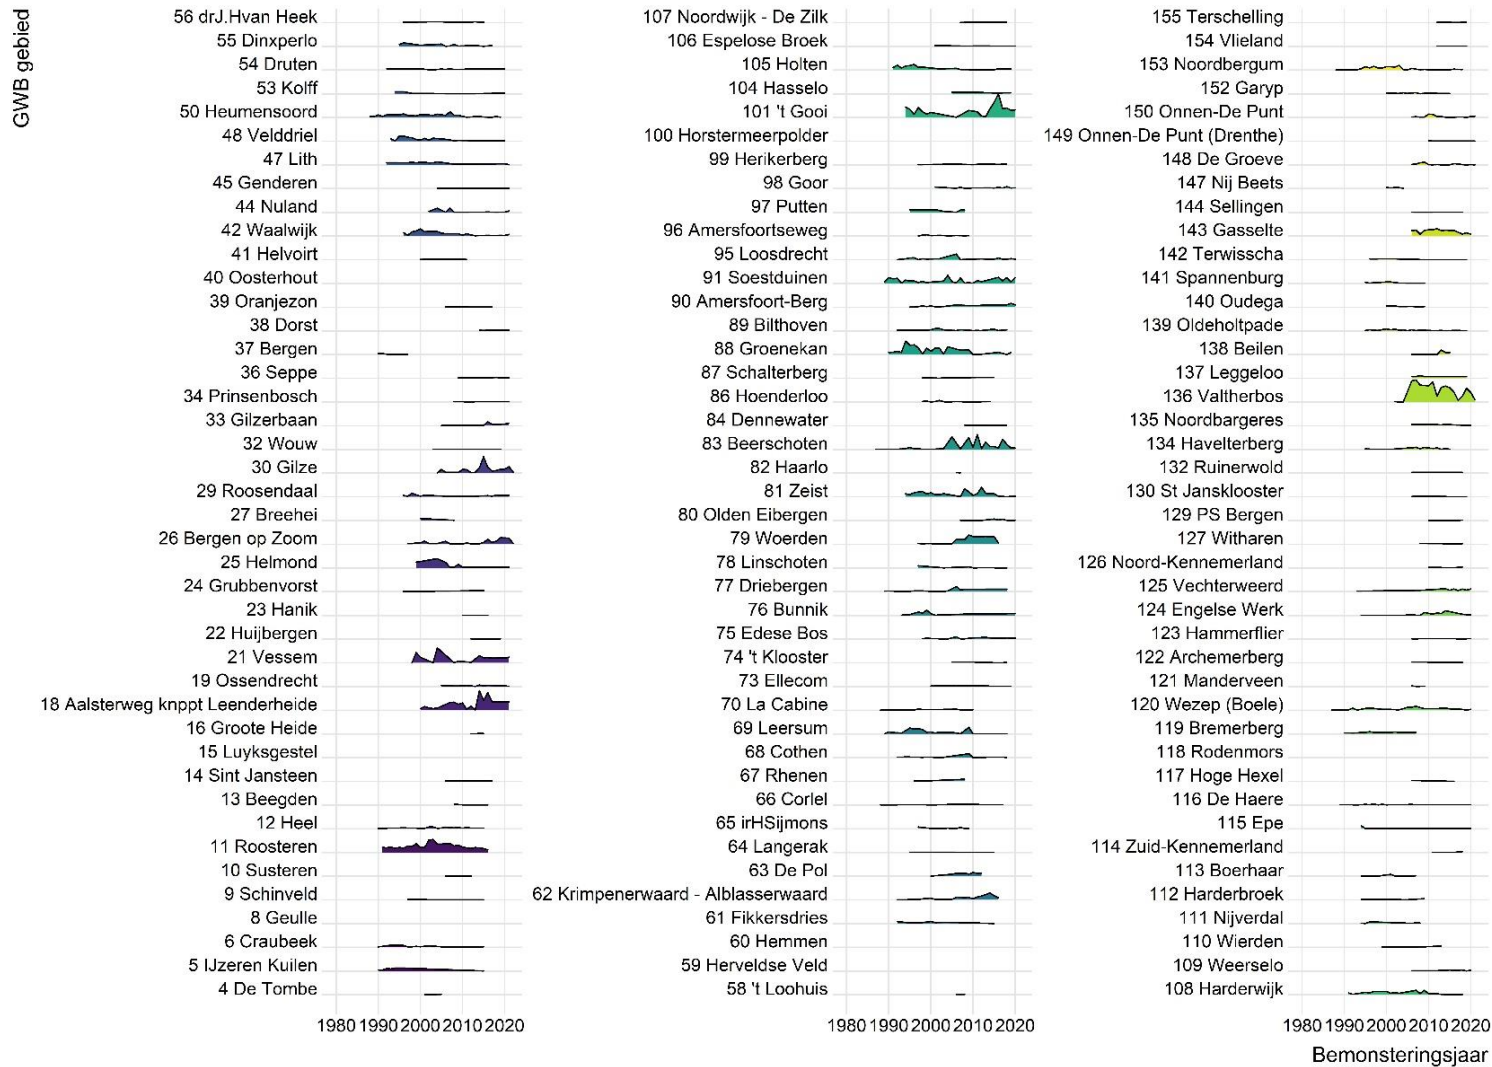 GWB gebied
56 drJ.Hvan Heek
55 Dinxperlo
54 Druten
53 Kolff
50 Heumensoord
48 Velddriel
47 Lith
45 Genderen
44 Nuland
42 Waalwijk
41 Helvoirt
40 Oosterhout
39 Oranjezon
38 Dorst
37 Bergen
36 Seppe
34 Prinsenbosch
33 Gilzerbaan
32 Wouw
30 Gilze
29 Roosendaal
27 Breehei
26 Bergen op Zoom
25 Helmond
24 Grubbenvorst
23 Hanik
22 Huijbergen
21 Vessem
19 Ossendrecht
18 Aalsterweg knppt Leenderheide
16 Groote Heide
15 Luyksgestel
14 Sint Jansteen
13 Beegden
12 Heel
11 Roosteren
10 Susteren
9 Schinveld
8 Geulle
6 Craubeek
5 IJzeren Kuilen
4 De Tombe
1980 1990 2000 2010 2020
107 Noordwijk - De Zilk
106 Espelose Broek
105 Holten
104 Hasselo
101 't Gooi
100 Horstermeerpolder
99 Herikerberg
98 Goor
97 Putten
96 Amersfoortseweg
95 Loosdrecht
91 Soestduinen
90 Amersfoort-Berg
89 Bilthoven
88 Groenekan
87 Schalterberg
86 Hoenderloo
84 Dennewater
83 Beerschoten
82 Haarlo
81 Zeist
80 Olden Eibergen
79 Woerden
78 Linschoten
77 Driebergen
76 Bunnik
75 Edese Bos
74 't Klooster
73 Ellecom
70 La Cabine
69 Leersum
68 Cothen
67 Rhenen
66 Corlel
65 irHSijmons
64 Langerak
63 De Pol
62 Krimpenerwaard - Alblasserwaard
61 Fikkersdries
60 Hemmen
59 Herveldse Veld
58 't Loohuis
1980 1990 2000 2010 2020
155 Terschelling
154 Vlieland
153 Noordbergum
152 Garyp
150 Onnen-De Punt
149 Onnen-De Punt (Drenthe)
148 De Groeve
147 Nij Beets
144 Sellingen
143 Gasselte
142 Terwisscha
141 Spannenburg
140 Oudega
139 Oldeholtpade
138 Beilen
137 Leggeloo
136 Valtherbos
135 Noordbargeres
134 Havelterberg
132 Ruinerwold
130 St Jansklooster
129 PS Bergen
127 Witharen
126 Noord-Kennemerland
125 Vechterweerd
124 Engelse Werk
123 Hammerflier
122 Archemerberg
121 Manderveen
120 Wezep (Boele)
119 Bremerberg
118 Rodenmors
117 Hoge Hexel
116 De Haere
115 Epe
114 Zuid-Kennemerland
113 Boerhaar
112 Harderbroek
111 Nijverdal
110 Wierden
109 Weerselo
108 Harderwijk
1980 1990 2000 2010 2020
Bemonsteringsjaar